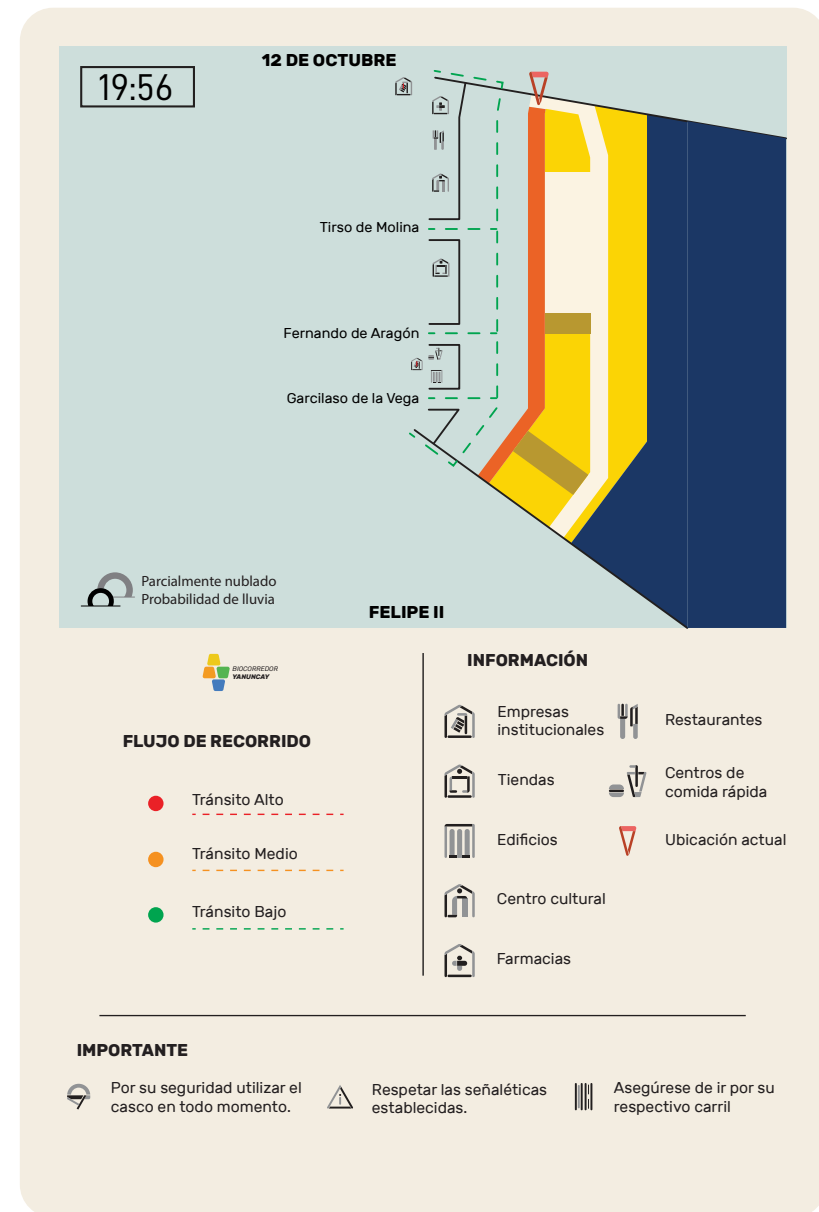 12 DE OCTUBRE
19:56
Tirso de Molina
Fernando de Aragón
Garcilaso de la Vega
Parcialmente nublado
Probabilidad de lluvia
FELIPE II
BIOCORREDOR
YANUNCAY
FLUJO DE RECORRIDO
Tránsito Alto
Tránsito Medio
Tránsito Bajo
INFORMACIÓN
Empresas
institucionales
Restaurantes
Tiendas
Centros de
comida rápida
Edificios
Ubicación actual
Centro cultural
Farmacias
IMPORTANTE
Por su seguridad utilizar el
casco en todo momento.
Respetar las señaléticas
establecidas.
Asegúrese de ir por su
respectivo carril